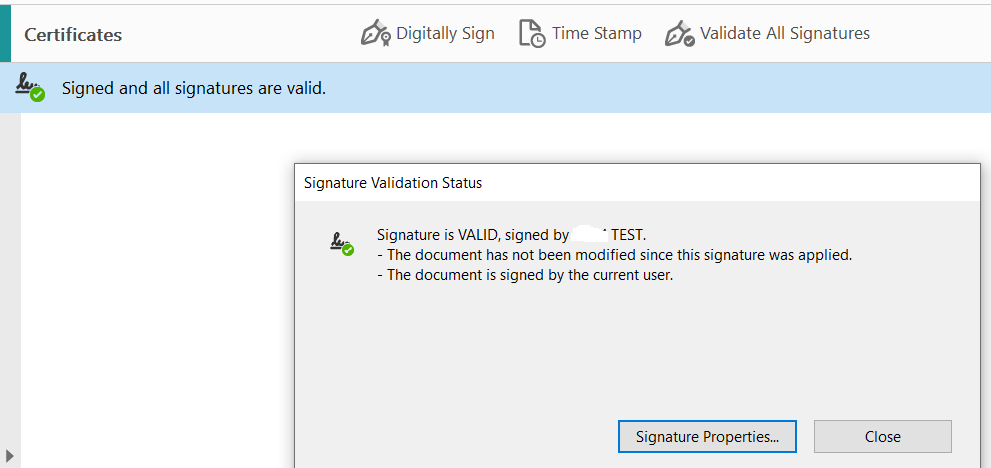 Certificates
Digitally Sign
Time Stamp
Validate All Signatures
Signed and all signatures are valid.
Signature Validation Status
Signature is VALID, signed by TEST.
- The document has not been modified since this signature was applied.
- The document is signed by the current user.
Signature Properties...
Close